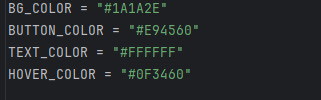 BG_COLOR = "#1A1A2E"
BUTTON_COLOR = "#E94560"
TEXT_COLOR = "#FFFFFF"
HOVER_COLOR = "#0F3460"